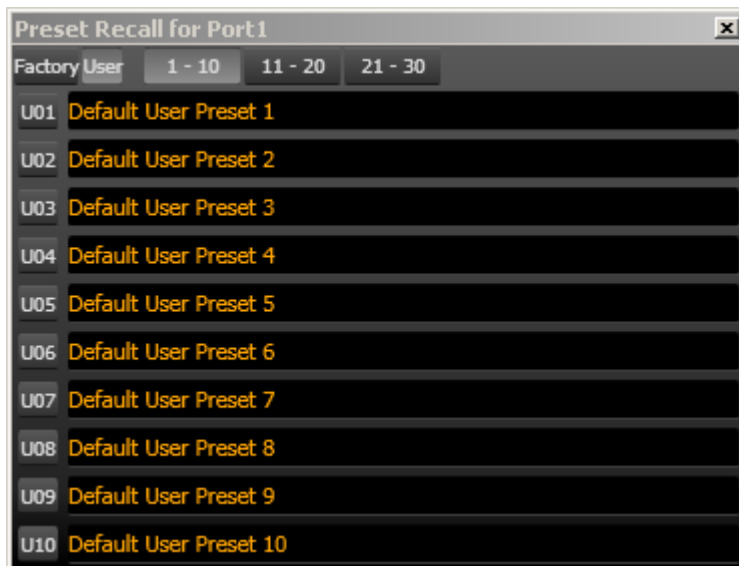 Preset Recall for Port1
Factory User 1 - 10 11 - 20 21 - 30
U01 Default User Preset 1
U02 Default User Preset 2
U03 Default User Preset 3
U04 Default User Preset 4
U05 Default User Preset 5
U06 Default User Preset 6
U07 Default User Preset 7
U08 Default User Preset 8
U09 Default User Preset 9
U10 Default User Preset 10